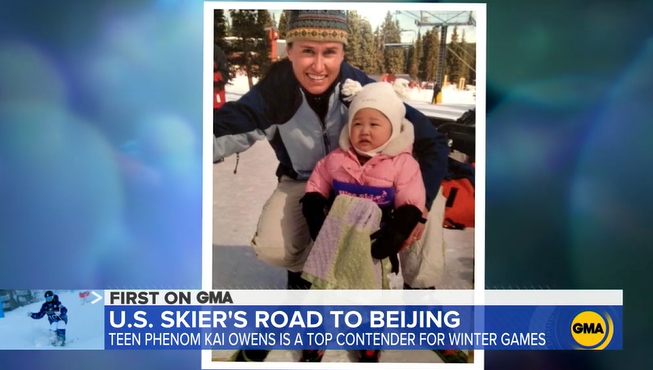 FIRST ON GMA
U.S. SKIER'S ROAD TO BEIJING
TEEN PHENOM KAI OWENS IS A TOP CONTENDER FOR WINTER GAMES
GMA